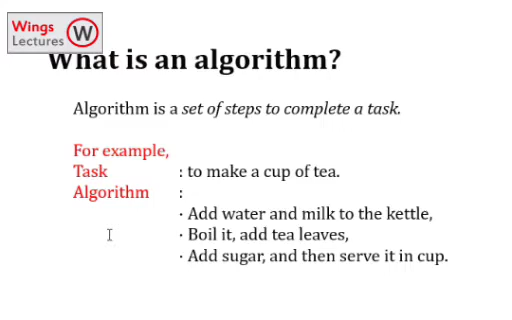 Wings
Lectures W
What is an algorithm?
Algorithm is a set of steps to complete a task.
For example,
Task : to make a cup of tea.
Algorithm :
· Add water and milk to the kettle,
· Boil it, add tea leaves,
· Add sugar, and then serve it in cup.